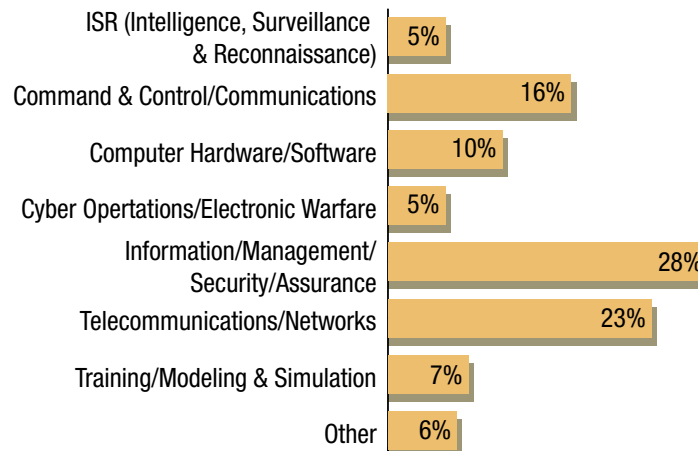 ISR (Intelligence, Surveillance
& Reconnaissance)
5%
Command & Control/Communications
16%
Computer Hardware/Software
10%
Cyber Opertations/Electronic Warfare
5%
Information/Management/
Security/Assurance
28%
Telecommunications/Networks
23%
Training/Modeling & Simulation
7%
Other
6%